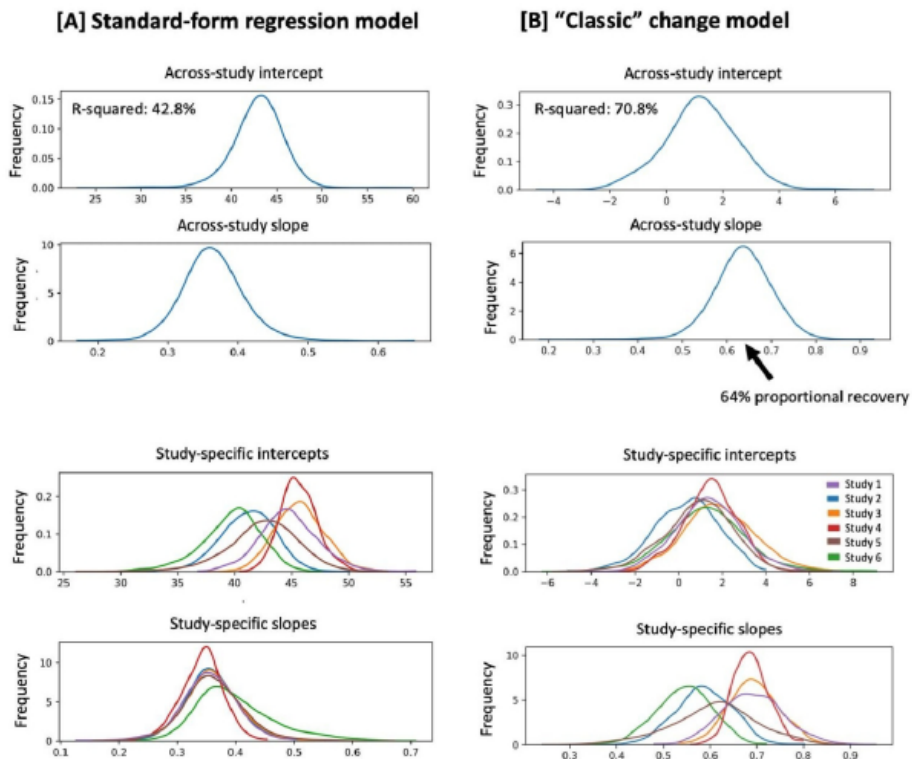 [A] Standard-form regression model
Across-study intercept
R-squared: 42.8%
Frequency
0.15
0.10
0.05
0.00
25 30 35 40 45 50 55 60
Across-study slope
Frequency
10
5
0
0.2 0.3 0.4 0.5 0.6
Study-specific intercepts
Frequency
0.2
0.1
0.0
25 30 35 40 45 50 55
Study-specific slopes
Frequency
10
5
0
0.1 0.2 0.3 0.4 0.5 0.6 0.7
[B] “Classic” change model
Across-study intercept
R-squared: 70.8%
Frequency
0.3
0.2
0.1
0.0
−4 −2 0 2 4 6
Across-study slope
Frequency
6
4
2
0
0.2 0.3 0.4 0.5 0.6 0.7 0.8 0.9
64% proportional recovery
Study-specific intercepts
Frequency
0.3
0.2
0.1
0.0
−6 −4 −2 0 2 4 6 8
Study 1
Study 2
Study 3
Study 4
Study 5
Study 6
Study-specific slopes
Frequency
10
5
0
0.3 0.4 0.5 0.6 0.7 0.8 0.9